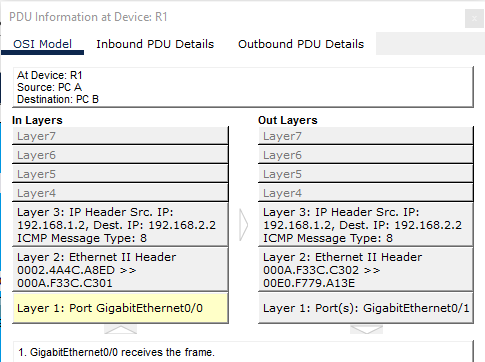 PDU Information at Device: R1
OSI Model Inbound PDU Details Outbound PDU Details
At Device: R1
Source: PC A
Destination: PC B
In Layers
Layer7
Layer6
Layer5
Layer4
Layer 3: IP Header Src. IP:
192.168.1.2, Dest. IP: 192.168.2.2
ICMP Message Type: 8
Layer 2: Ethernet II Header
0002.4A4C.A8ED >>
000A.F33C.C301
Layer 1: Port GigabitEthernet0/0
Out Layers
Layer7
Layer6
Layer5
Layer4
Layer 3: IP Header Src. IP:
192.168.1.2, Dest. IP: 192.168.2.2
ICMP Message Type: 8
Layer 2: Ethernet II Header
000A.F33C.C302 >>
00E0.F779.A13E
Layer 1: Port(s): GigabitEthernet0/1
1. GigabitEthernet0/0 receives the frame.